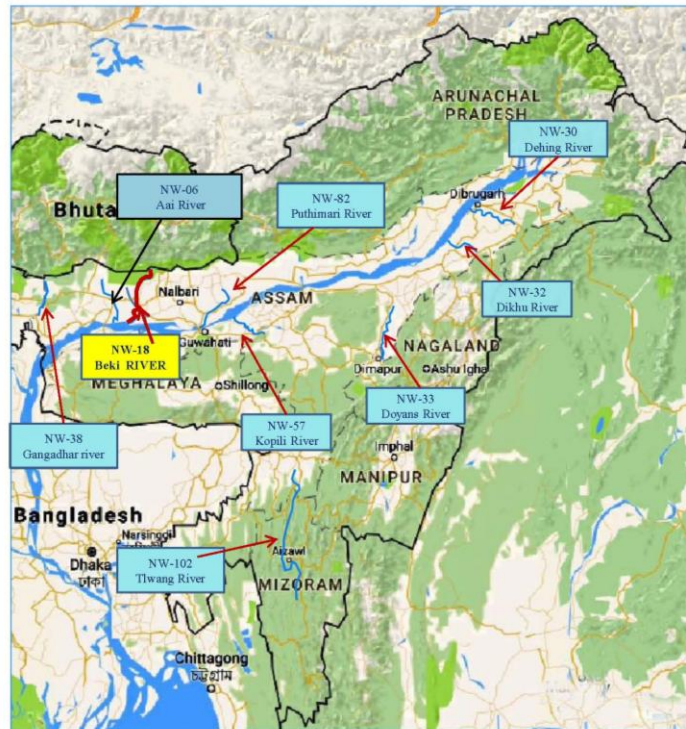 ARUNACHAL
PRADESH
NW-30
Dehing River
NW-06
Aai River
NW-82
Puthimari River
Dibrugarh
Bhuta
Nalbari
ASSAM
NW-32
Dikhu River
Guwahati
NW-18
Beki RIVER
NAGALAND
MEGHALAYA
Shillong
Dimapur
Ashu Igha
NW-38
Gangadhar river
NW-57
Kopili River
NW-33
Doyans River
Imphal
MANIPUR
Bangladesh
Narsingdi
Dhaka
ঢাকা
NW-102
Tlwang River
Aizawl
MIZORAM
Chittagong
চট্টগ্রাম